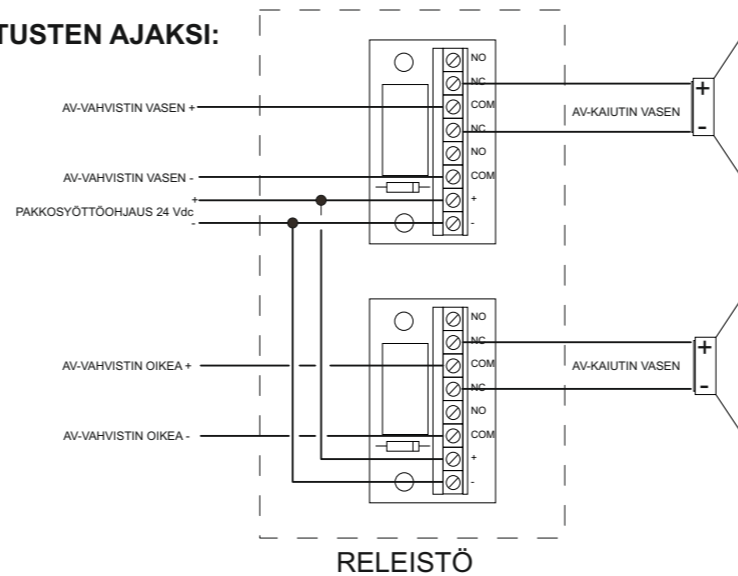 TUSTEN AJAKSI:
NO
NC
AV-VAHVISTIN VASEN +
COM
AV-KAIUTIN VASEN
+
-
NC
NO
AV-VAHVISTIN VASEN -
COM
+
+
PAKKOSYÖTTÖOHJAUS 24 Vdc
-
-
NO
NC
AV-VAHVISTIN OIKEA +
COM
AV-KAIUTIN VASEN
+
-
NC
NO
AV-VAHVISTIN OIKEA -
COM
+
-
RELEISTÖ